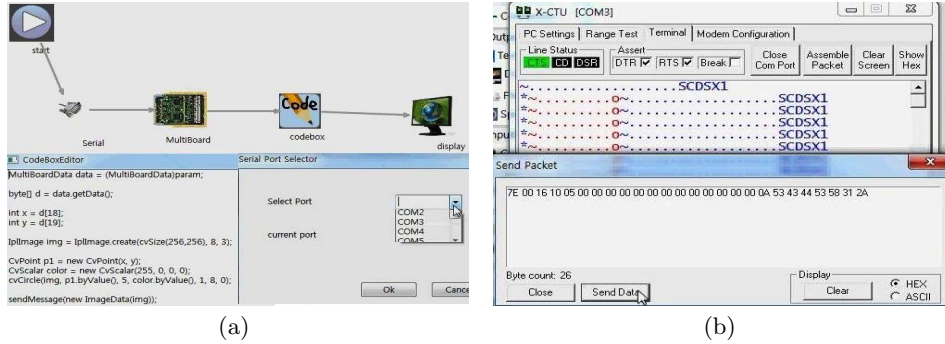 start
Serial
MultiBoard
Code
codebox
display
CodeBoxEditor
MultiBoardData data = (MultiBoardData)param;
byte[] d = data.getData();
int x = d[18];
int y = d[19];
IplImage img = IplImage.create(cvSize(256,256), 8, 3);
CvPoint p1 = new CvPoint(x, y);
CvScalar color = new CvScalar(255, 0, 0, 0);
cvCircle(img, p1.byValue(), 5, color.byValue(), 1, 8, 0);
sendMessage(new ImageData(img));
Serial Port Selector
Select Port
COM2
COM3
COM4
COM5
current port
Ok
Cance
(a)
X-CTU [COM3]
PC Settings Range Test Terminal Modem Configuration
Line Status
CTS CD DSR
Assert
DTR RTS Break
Close Com Port
Assemble Packet
Clear Screen
Show Hex
~..................SCDSX1
*~..........o~..................SCDSX1
*~..........o~..................SCDSX1
*~..........o~..................SCDSX1
*~..........o~..................SCDSX1
Send Packet
7E 00 16 10 05 00 00 00 00 00 00 00 00 00 00 00 00 00 0A 53 43 44 53 58 31 2A
Byte count: 26
Close
Send Data
Display
Clear
HEX
ASCII
(b)